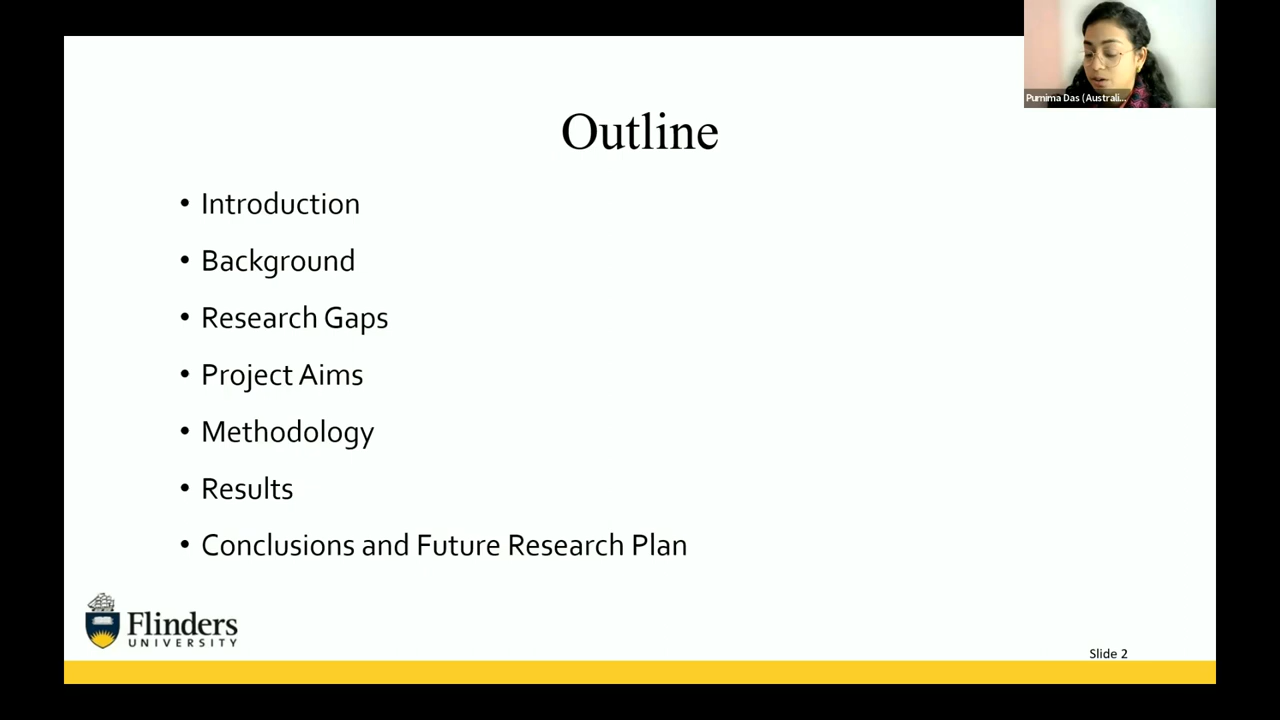 Purnima Das (Australi...
Outline
• Introduction
• Background
• Research Gaps
• Project Aims
• Methodology
• Results
• Conclusions and Future Research Plan
Flinders
UNIVERSITY
Slide 2